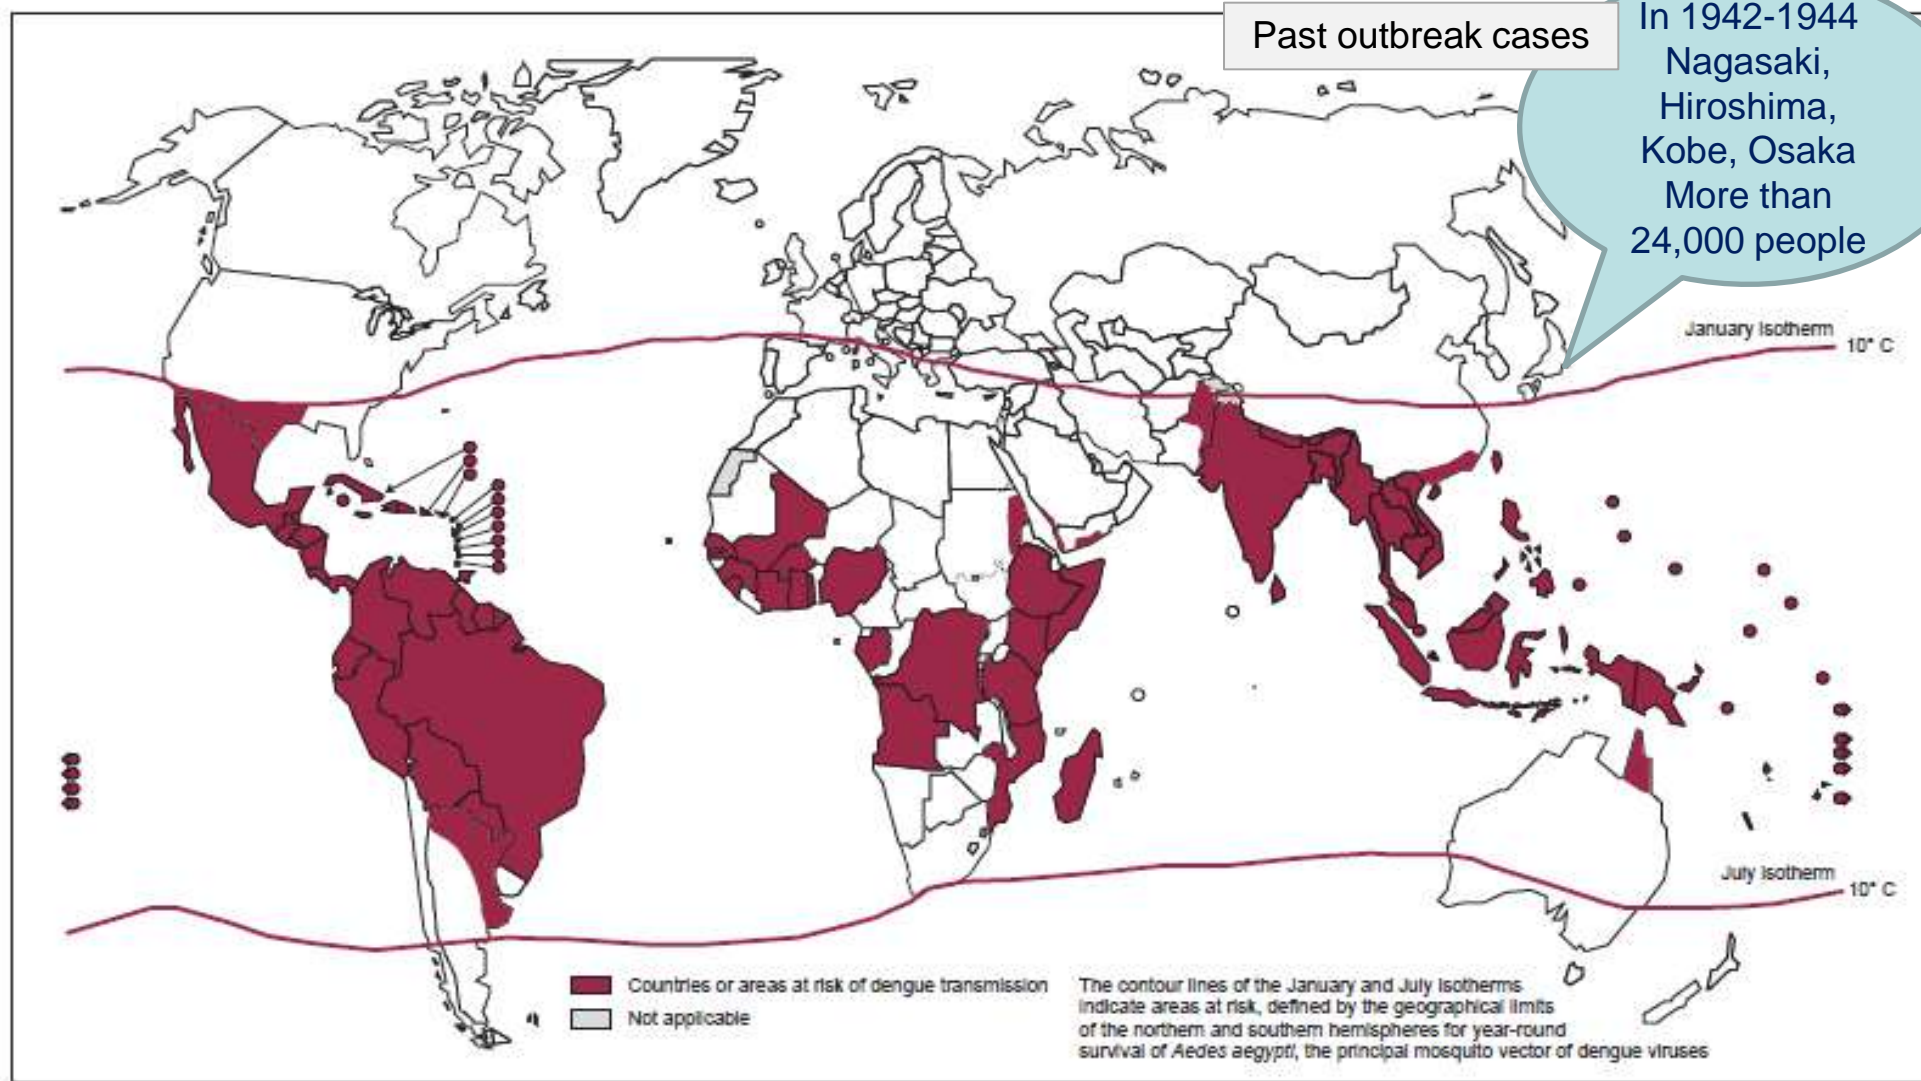 Past outbreak cases
In 1942-1944
Nagasaki,
Hiroshima,
Kobe, Osaka
More than
24,000 people
January Isotherm
10° C
July Isotherm
10° C
Countries or areas at risk of dengue transmission
Not applicable
The contour lines of the January and July Isotherms
indicate areas at risk, defined by the geographical limits
of the northern and southern hemispheres for year-round
survival of Aedes aegypti, the principal mosquito vector of dengue viruses